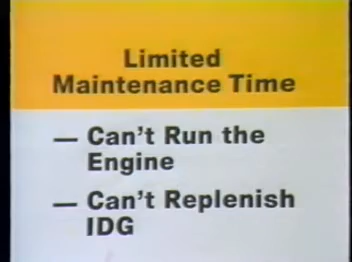 Limited
Maintenance Time
— Can't Run the
Engine
— Can't Replenish
IDG